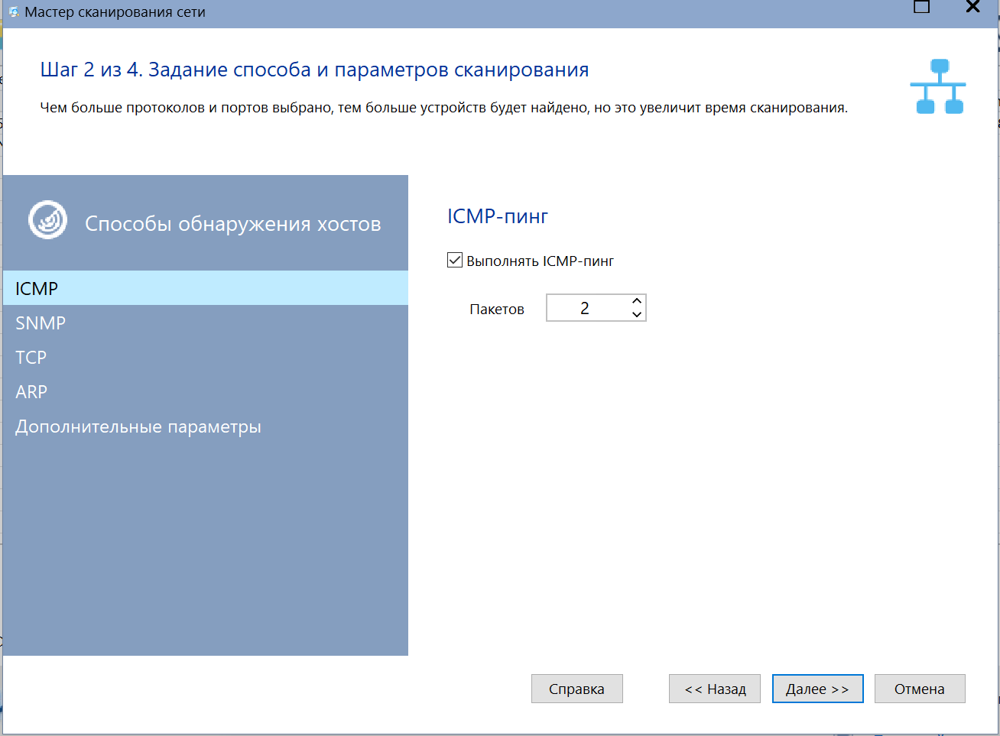 Мастер сканирования сети
Шаг 2 из 4. Задание способа и параметров сканирования
Чем больше протоколов и портов выбрано, тем больше устройств будет найдено, но это увеличит время сканирования.
Способы обнаружения хостов
ICMP
SNMP
TCP
ARP
Дополнительные параметры
ICMP-пинг
Выполнять ICMP-пинг
Пакетов 2
Справка << Назад Далее >> Отмена